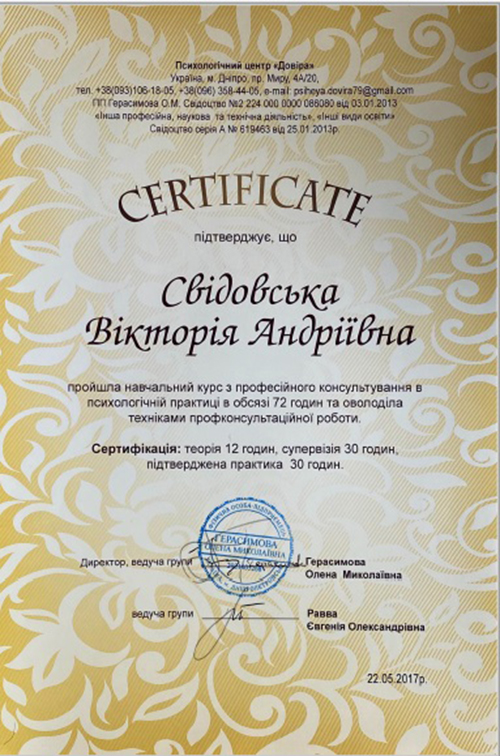 Психологічний центр «Довіра»
Україна, м. Дніпро, пр. Миру, 4А/20,
тел. +38(093)106-18-05, +38(096) 358-44-05, e-mail: psiheya.dovira79@gmail.com
ПП Герасимова О.М. Свідоцтво №2 224 000 0000 086080 від 03.01.2013
«Інша професійна, наукова та технічна діяльність», «Інші види освіти»
Свідоцтво серія А № 619463 від 25.01.2013р.
CERTIFICATE
підтверджує, що
Свідовська
Вікторія Андріївна
пройшла навчальний курс з професійного консультування в
психологічній практиці в обсязі 72 годин та оволоділа
техніками профконсультаційної роботи.
Сертифікація: теорія 12 годин, супервізія 30 годин,
підтверджена практика 30 годин.
ФІЗИЧНА ОСОБА-ПІДПРИЄМЕЦЬ
ГЕРАСИМОВА
ОЛЕНА МИКОЛАЇВНА
Директор, ведуча групи Герасимова
Олена Миколаївна
ведуча групи Равва
Євгенія Олександрівна
22.05.2017р.